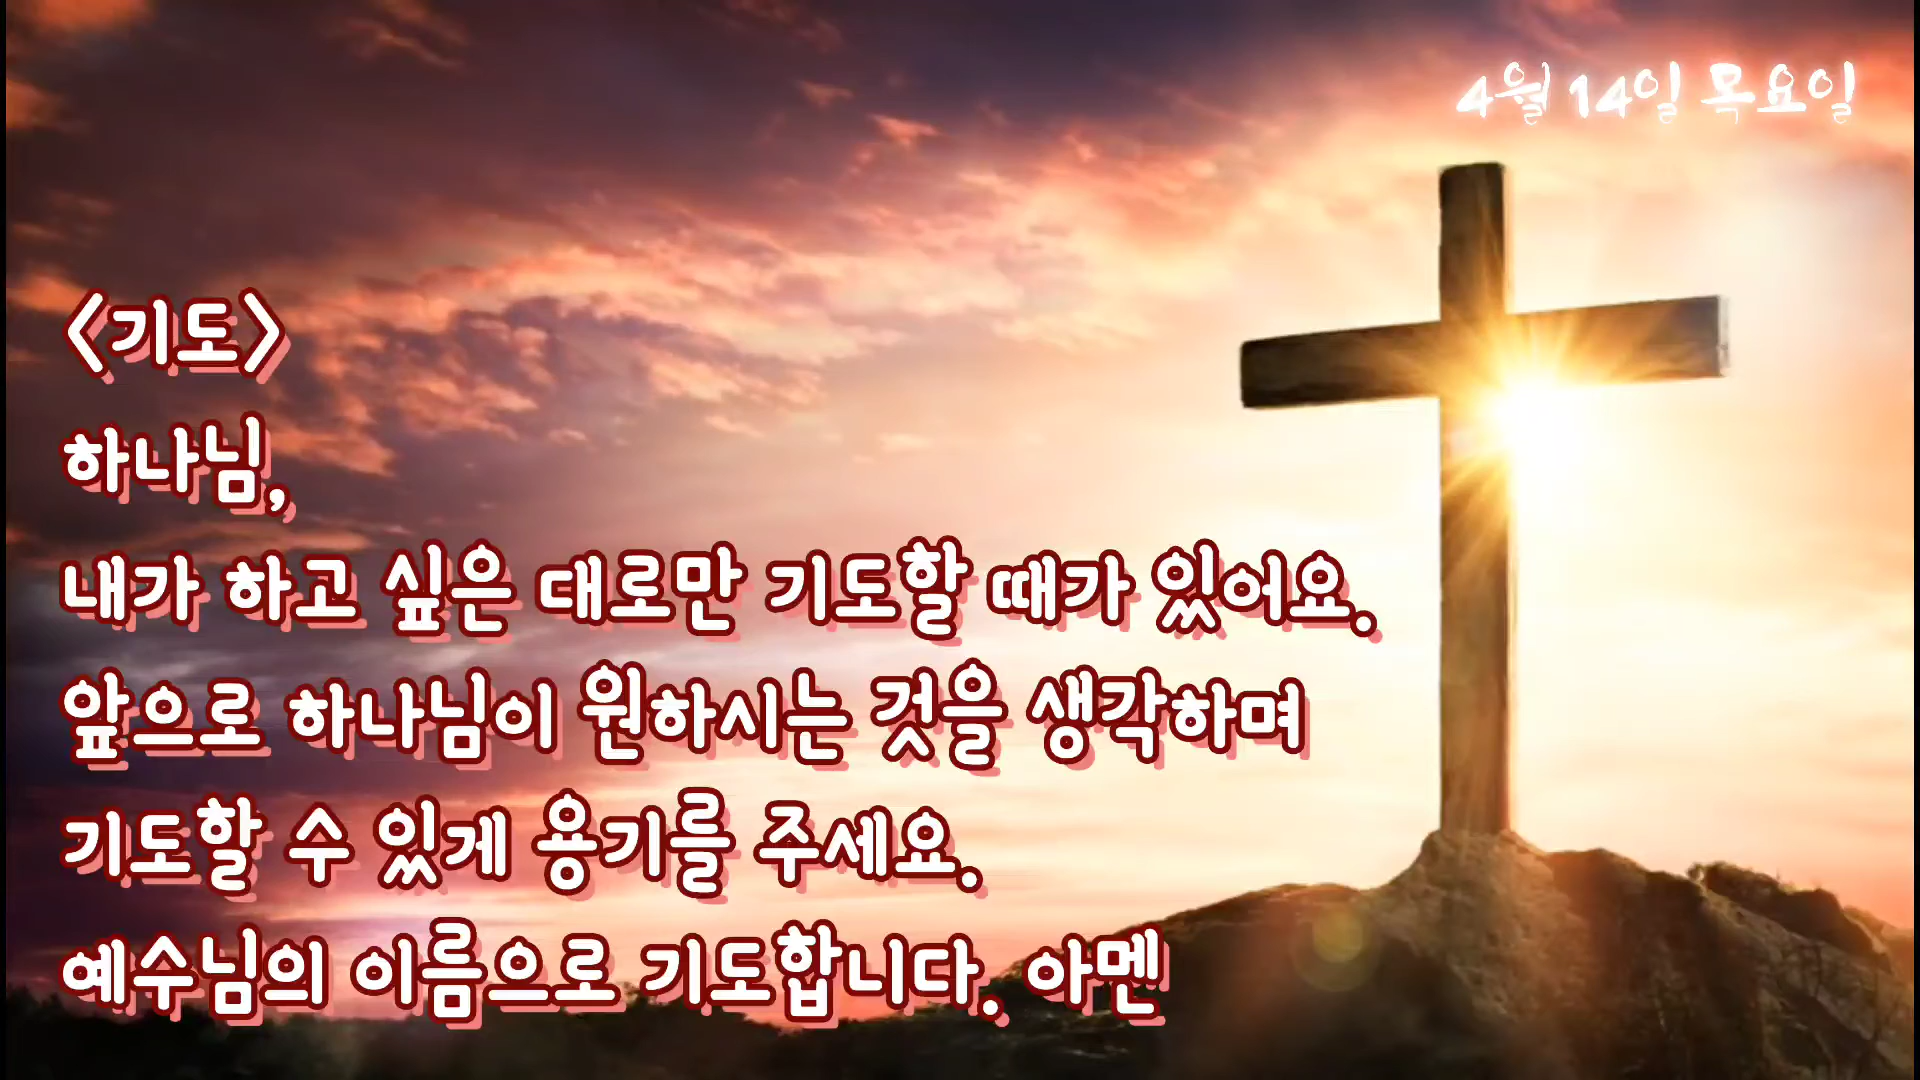 4월 14일 목요일
<기도>
하나님,
내가 하고 싶은 대로만 기도할 때가 있어요.
앞으로 하나님이 원하시는 것을 생각하며
기도할 수 있게 용기를 주세요.
예수님의 이름으로 기도합니다. 아멘